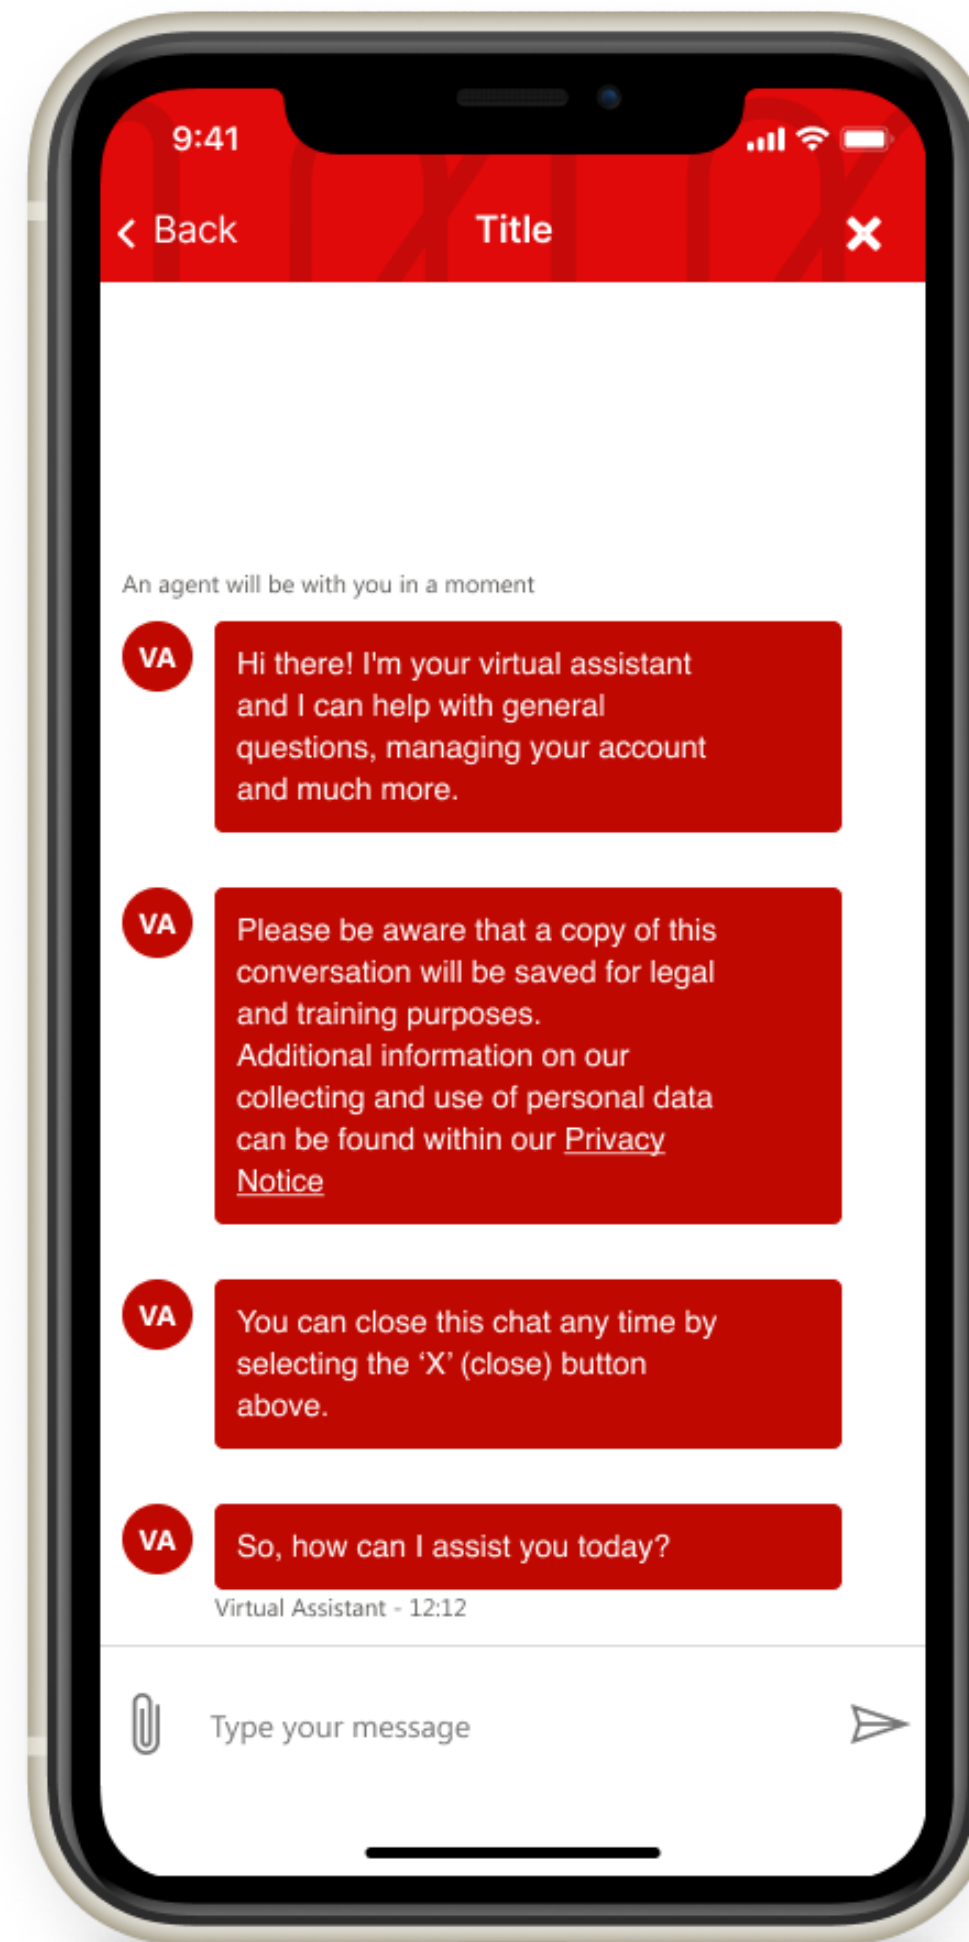 9:41
Back
Title
An agent will be with you in a moment
VA
Hi there! I'm your virtual assistant
and I can help with general
questions, managing your account
and much more.
VA
Please be aware that a copy of this
conversation will be saved for legal
and training purposes.
Additional information on our
collecting and use of personal data
can be found within our Privacy
Notice
VA
You can close this chat any time by
selecting the ‘X’ (close) button
above.
VA
So, how can I assist you today?
Virtual Assistant - 12:12
Type your message